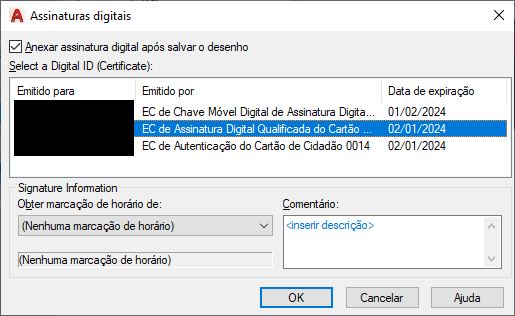 Assinaturas digitais
Anexar assinatura digital após salvar o desenho
Select a Digital ID (Certificate):
Emitido para Emitido por Data de expiração
EC de Chave Móvel Digital de Assinatura Digita... 01/02/2024
EC de Assinatura Digital Qualificada do Cartão ... 02/01/2024
EC de Autenticação do Cartão de Cidadão 0014 02/01/2024
Signature Information
Obter marcação de horário de: Comentário:
(Nenhuma marcação de horário) <inserir descrição>
(Nenhuma marcação de horário)
OK Cancelar Ajuda